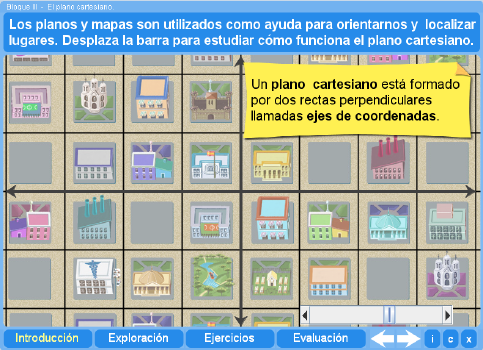 Bloque III - El plano cartesiano.
Los planos y mapas son utilizados como ayuda para orientarnos y localizar
lugares. Desplaza la barra para estudiar cómo funciona el plano cartesiano.
Un plano cartesiano está formado
por dos rectas perpendiculares
llamadas ejes de coordenadas.
Introducción Exploración Ejercicios Evaluación i c x